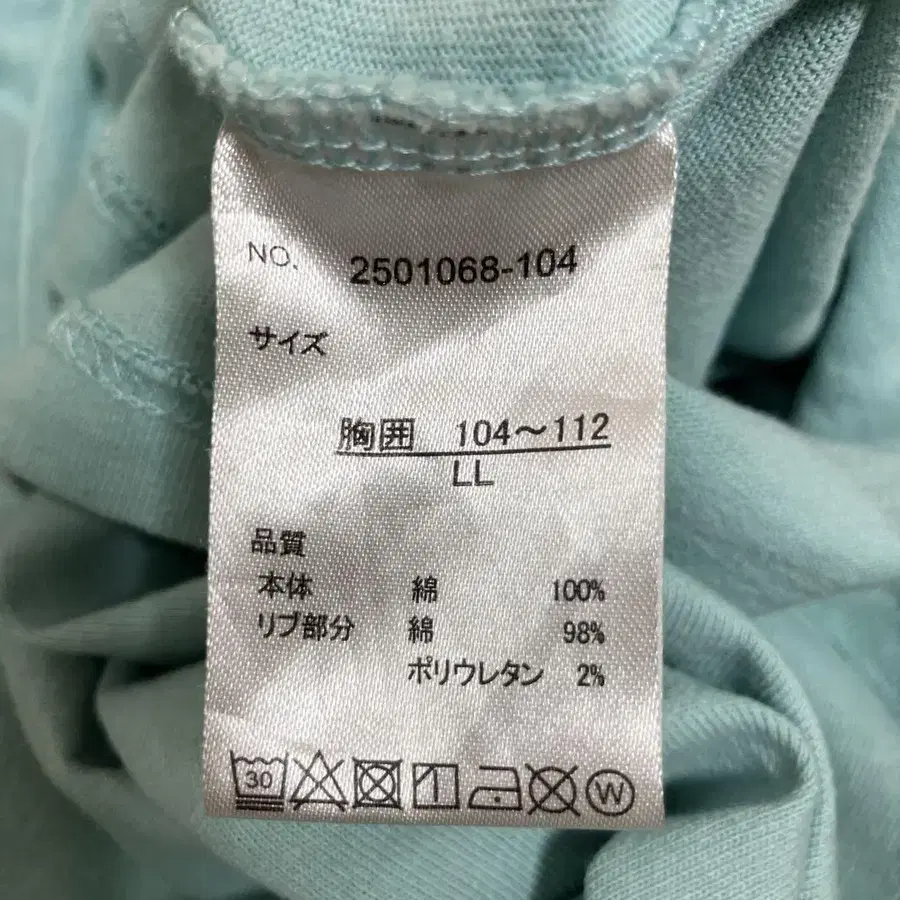 NO. 2501068-104
サイズ
胸囲 104～112
LL
品質
本体 綿 100%
リブ部分 綿 98%
ポリウレタン 2%
30 W